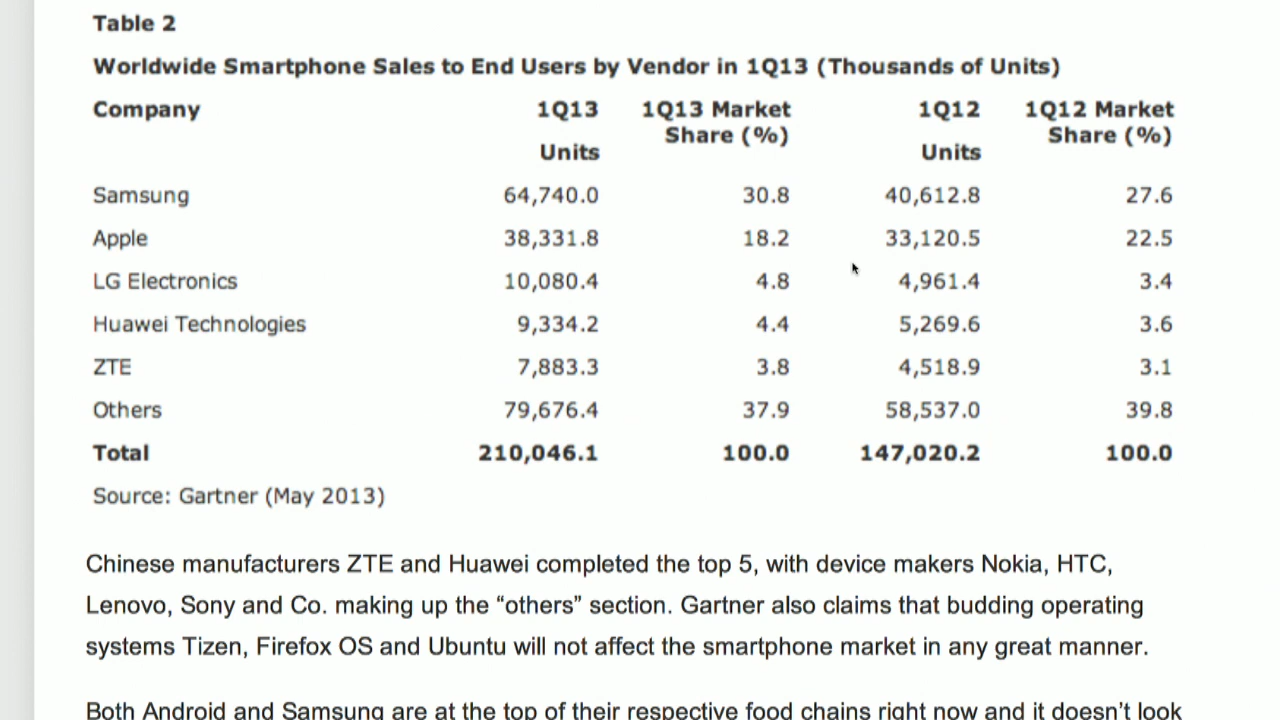 Table 2
Worldwide Smartphone Sales to End Users by Vendor in 1Q13 (Thousands of Units)
Company 1Q13 Units 1Q13 Market Share (%) 1Q12 Units 1Q12 Market Share (%)
Samsung 64,740.0 30.8 40,612.8 27.6
Apple 38,331.8 18.2 33,120.5 22.5
LG Electronics 10,080.4 4.8 4,961.4 3.4
Huawei Technologies 9,334.2 4.4 5,269.6 3.6
ZTE 7,883.3 3.8 4,518.9 3.1
Others 79,676.4 37.9 58,537.0 39.8
Total 210,046.1 100.0 147,020.2 100.0
Source: Gartner (May 2013)
Chinese manufacturers ZTE and Huawei completed the top 5, with device makers Nokia, HTC,
Lenovo, Sony and Co. making up the “others” section. Gartner also claims that budding operating
systems Tizen, Firefox OS and Ubuntu will not affect the smartphone market in any great manner.
Both Android and Samsung are at the top of their respective food chains right now and it doesn’t look